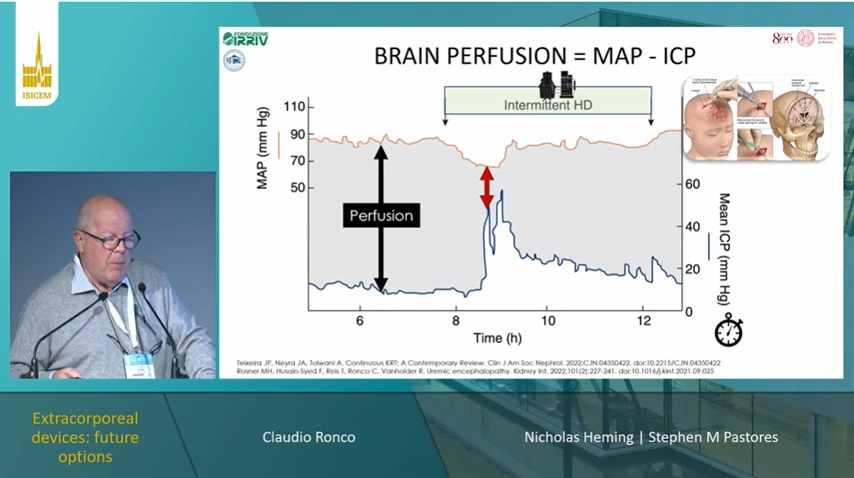 ISICEM
FONDAZIONE
IRRIV
800
BRAIN PERFUSION = MAP - ICP
Intermittent HD
MAP (mm Hg)
110
90
70
50
Perfusion
60
40
20
0
Mean ICP (mm Hg)
6
8
10
12
Time (h)
Teixeira JP, Neyra JA, Tolwani A. Continuous KRT: A Contemporary Review. Clin J Am Soc Nephrol. 2022;CJN.04350422. doi:10.2215/CJN.04350422
Rosner MH, Husain-Syed F, Reis T, Ronco C, Vanholder R. Uremic encephalopathy. Kidney Int. 2022;101(2):227-241. doi:10.1016/j.kint.2021.09.025
Extracorporeal
devices: future
options
Claudio Ronco
Nicholas Heming | Stephen M Pastores